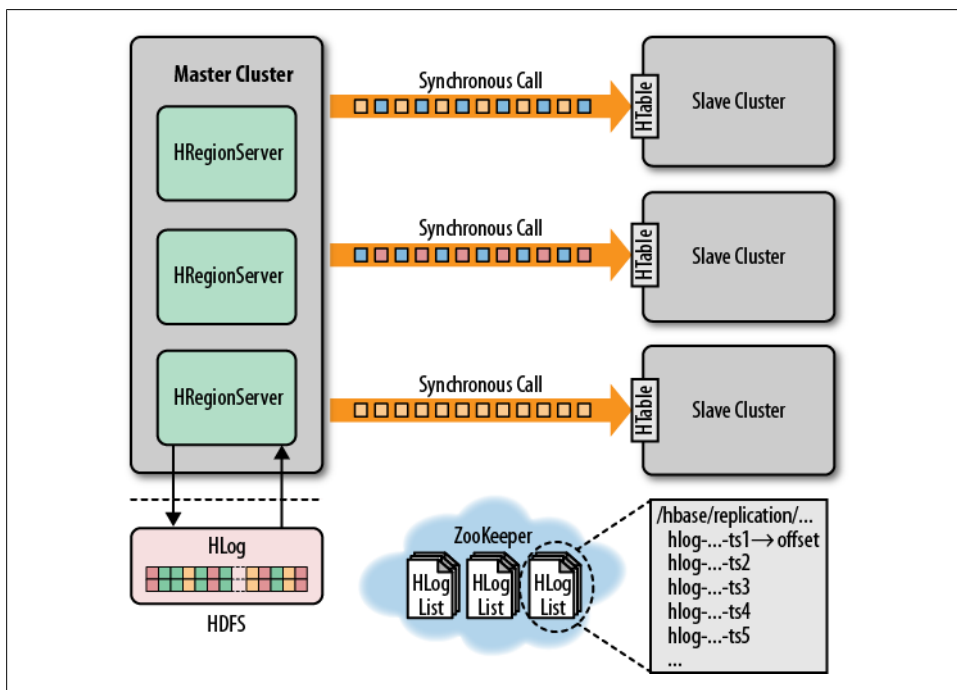 Master Cluster
HRegionServer
HRegionServer
HRegionServer
Synchronous Call
HTable
Slave Cluster
Synchronous Call
HTable
Slave Cluster
Synchronous Call
HTable
Slave Cluster
HLog
HDFS
ZooKeeper
HLog
List
HLog
List
HLog
List
/hbase/replication/...
hlog-...-ts1→offset
hlog-...-ts2
hlog-...-ts3
hlog-...-ts4
hlog-...-ts5
...